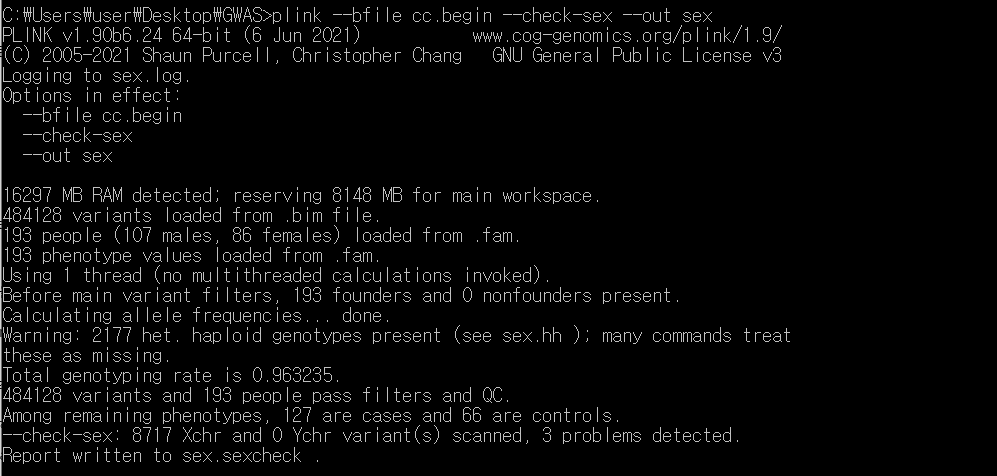 C:₩Users₩user₩Desktop₩GWAS>plink --bfile cc.begin --check-sex --out sex
PLINK v1.90b6.24 64-bit (6 Jun 2021)           www.cog-genomics.org/plink/1.9/
(C) 2005-2021 Shaun Purcell, Christopher Chang   GNU General Public License v3
Logging to sex.log.
Options in effect:
  --bfile cc.begin
  --check-sex
  --out sex

16297 MB RAM detected; reserving 8148 MB for main workspace.
484128 variants loaded from .bim file.
193 people (107 males, 86 females) loaded from .fam.
193 phenotype values loaded from .fam.
Using 1 thread (no multithreaded calculations invoked).
Before main variant filters, 193 founders and 0 nonfounders present.
Calculating allele frequencies... done.
Warning: 2177 het. haploid genotypes present (see sex.hh ); many commands treat
these as missing.
Total genotyping rate is 0.963235.
484128 variants and 193 people pass filters and QC.
Among remaining phenotypes, 127 are cases and 66 are controls.
--check-sex: 8717 Xchr and 0 Ychr variant(s) scanned, 3 problems detected.
Report written to sex.sexcheck .